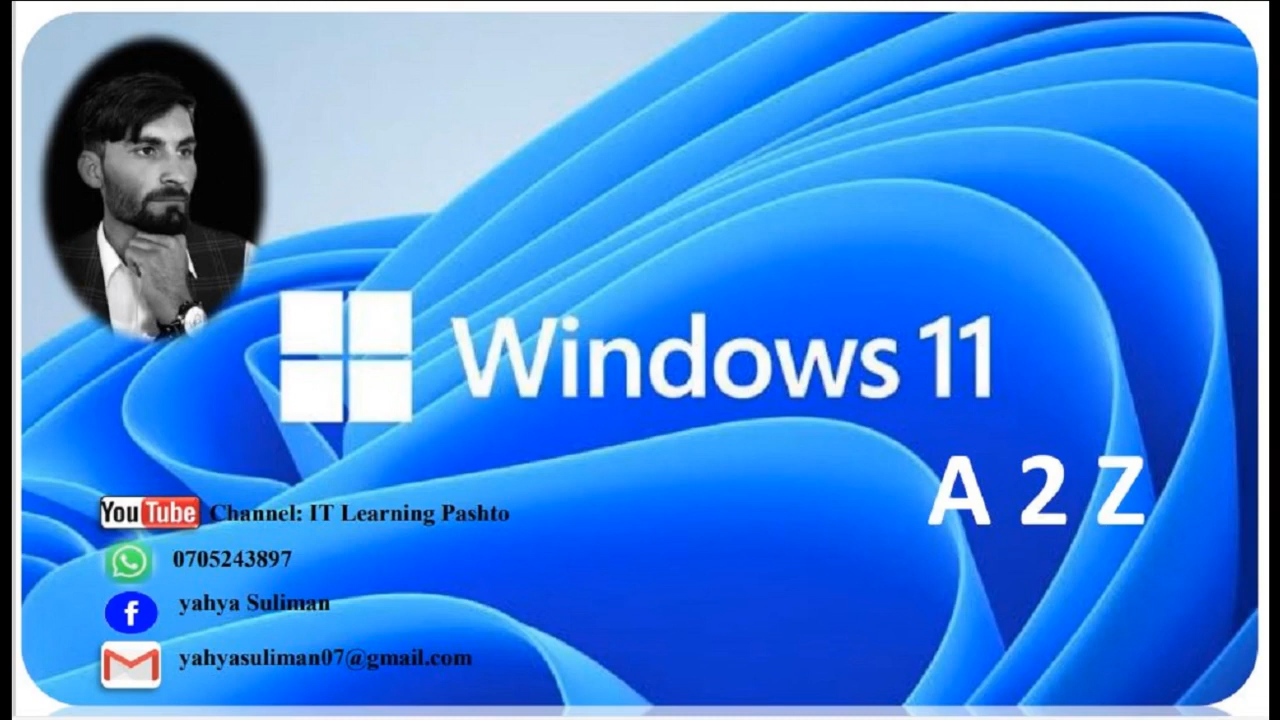 Windows 11
A 2 Z
YouTube Channel: IT Learning Pashto
0705243897
f yahya Suliman
yahyasuliman07@gmail.com